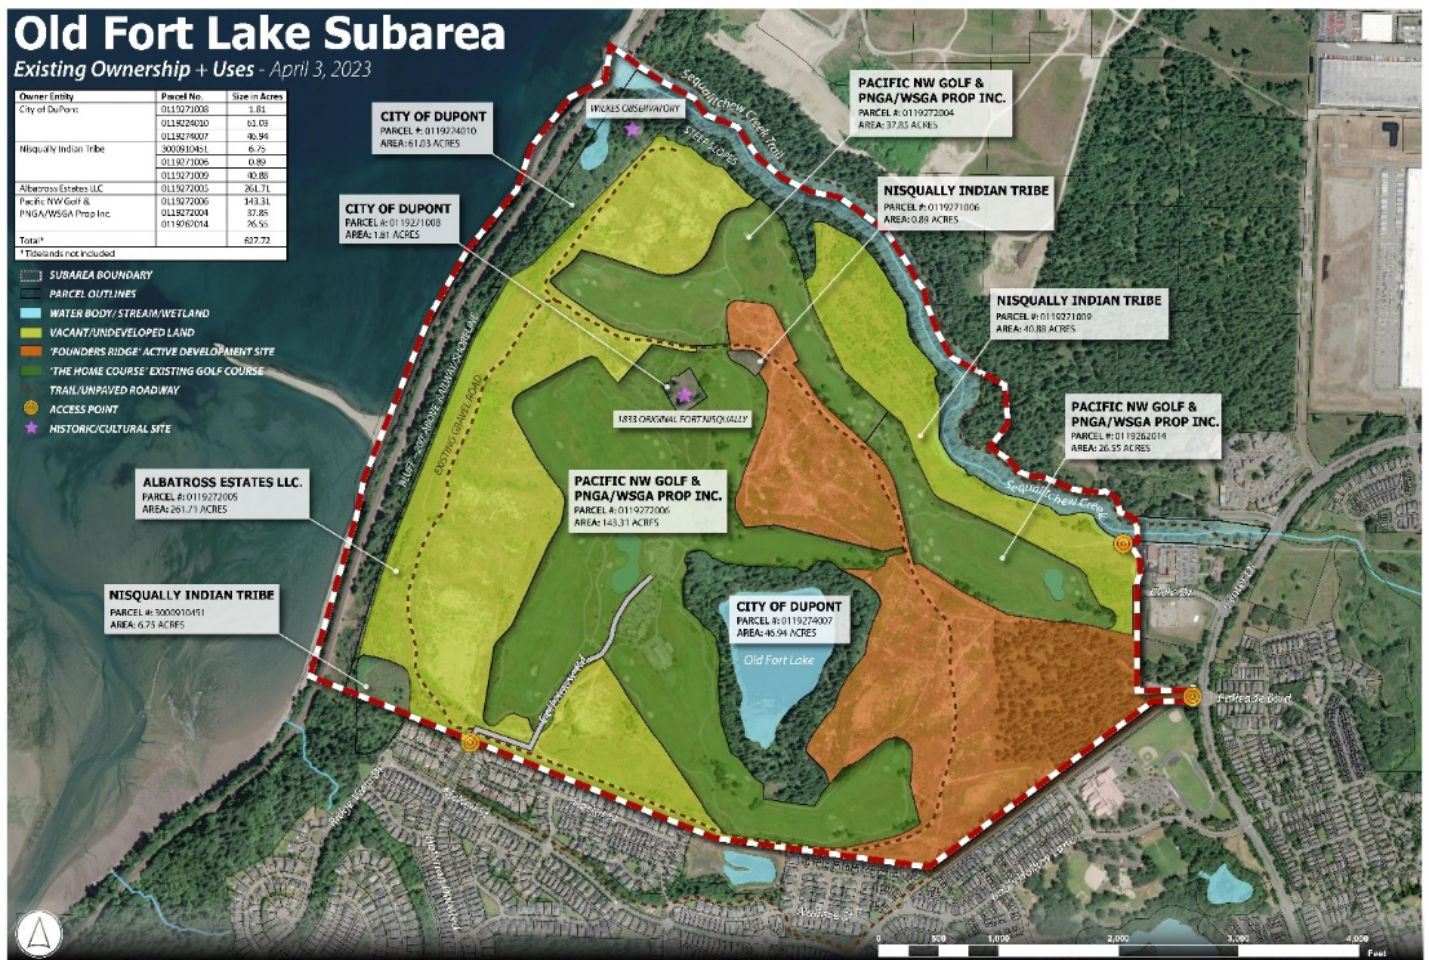 Old Fort Lake Subarea
Existing Ownership + Uses - April 3, 2023
Owner Entity Parcel No. Size in Acres
City of DuPont 0119271008 1.81
0119224010 61.03
0119274007 46.94
Nisqually Indian Tribe 3000910451 6.75
0119271006 0.89
0119271009 40.88
Albatross Estates LLC 0119272005 261.71
Pacific NW Golf & 0119272006 143.31
PNGA/WSGA Prop Inc. 0119272004 37.85
0119262014 26.55
Total* 627.72
*Tidelands not included
SUBAREA BOUNDARY
PARCEL OUTLINES
WATER BODY/ STREAM/WETLAND
VACANT/UNDEVELOPED LAND
'FOUNDERS RIDGE' ACTIVE DEVELOPMENT SITE
'THE HOME COURSE' EXISTING GOLF COURSE
TRAIL/UNPAVED ROADWAY
ACCESS POINT
HISTORIC/CULTURAL SITE
CITY OF DUPONT
PARCEL #: 0119224010
AREA: 61.03 ACRES
WILKES OBSERVATORY
Sequalitchew Creek Trail
STEEP SLOPES
PACIFIC NW GOLF &
PNGA/WSGA PROP INC.
PARCEL #: 0119272004
AREA: 37.85 ACRES
CITY OF DUPONT
PARCEL #: 0119271008
AREA: 1.81 ACRES
NISQUALLY INDIAN TRIBE
PARCEL #: 0119271006
AREA: 0.89 ACRES
NISQUALLY INDIAN TRIBE
PARCEL #: 0119271009
AREA: 40.88 ACRES
EXISTING GRAVEL ROAD
1833 ORIGINAL FORT NISQUALLY
PACIFIC NW GOLF &
PNGA/WSGA PROP INC.
PARCEL #: 0119262014
AREA: 26.55 ACRES
ALBATROSS ESTATES LLC.
PARCEL #: 0119272005
AREA: 261.71 ACRES
PACIFIC NW GOLF &
PNGA/WSGA PROP INC.
PARCEL #: 0119272006
AREA: 143.31 ACRES
Sequalitchew Creek
NISQUALLY INDIAN TRIBE
PARCEL #: 3000910451
AREA: 6.75 ACRES
CITY OF DUPONT
PARCEL #: 0119274007
AREA: 46.94 ACRES
Old Fort Lake
Palisade Blvd
0 500 1,000 2,000 3,000 4,000
Feet